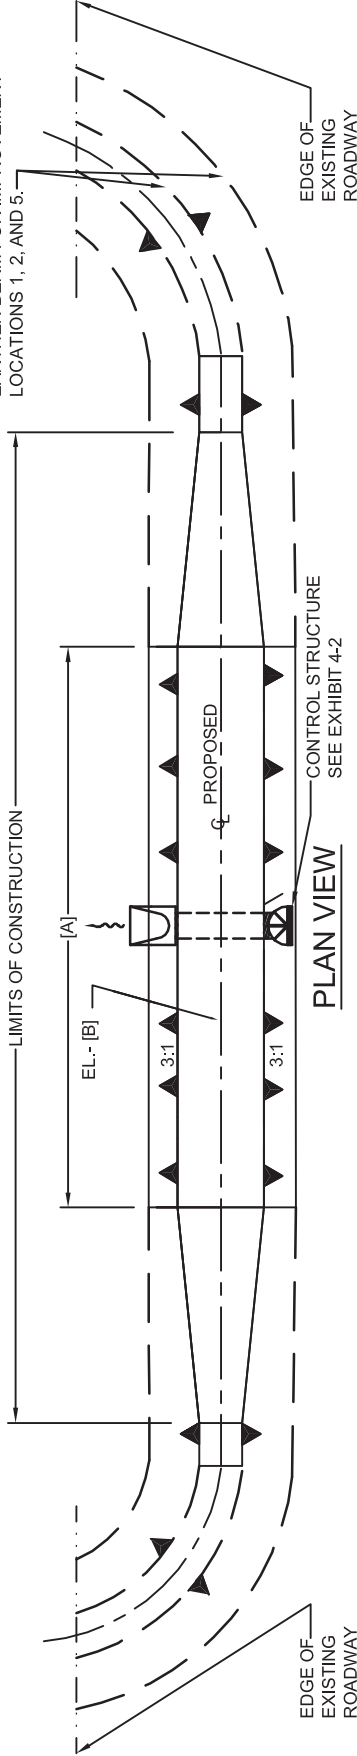 LOCATIONS 1, 2, AND 5.
EDGE OF
EXISTING
ROADWAY
LIMITS OF CONSTRUCTION
[A]
EL.- [B]
3:1
3:1
℄ PROPOSED
CONTROL STRUCTURE
SEE EXHIBIT 4-2
PLAN VIEW
EDGE OF
EXISTING
ROADWAY